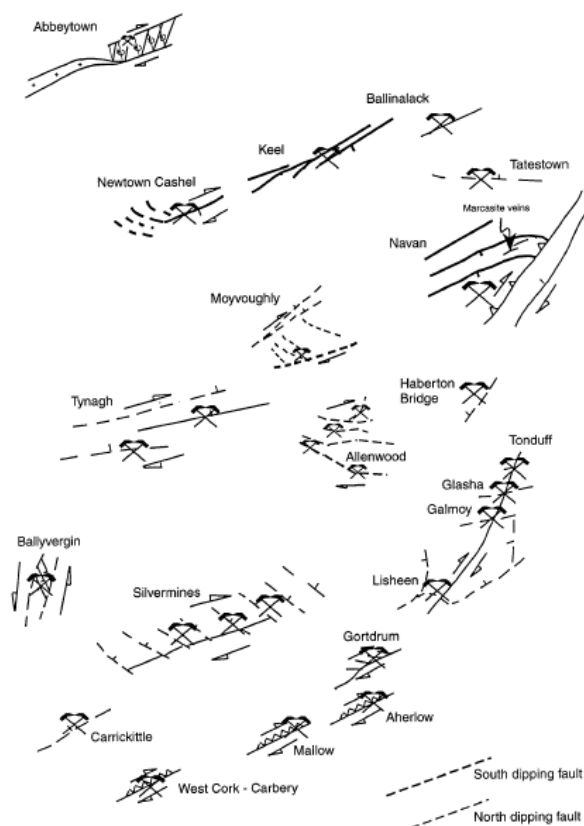 Abbeytown
Ballinalack
Keel
Tatestown
Newtown Cashel
Marcasite veins
Navan
Moyvoughly
Tynagh
Haberton
Bridge
Allenwood
Tonduff
Glasha
Galmoy
Ballyvergin
Silvermines
Lisheen
Gortdrum
Aherlow
Carrickittle
Mallow
West Cork - Carbery
South dipping fault
North dipping fault